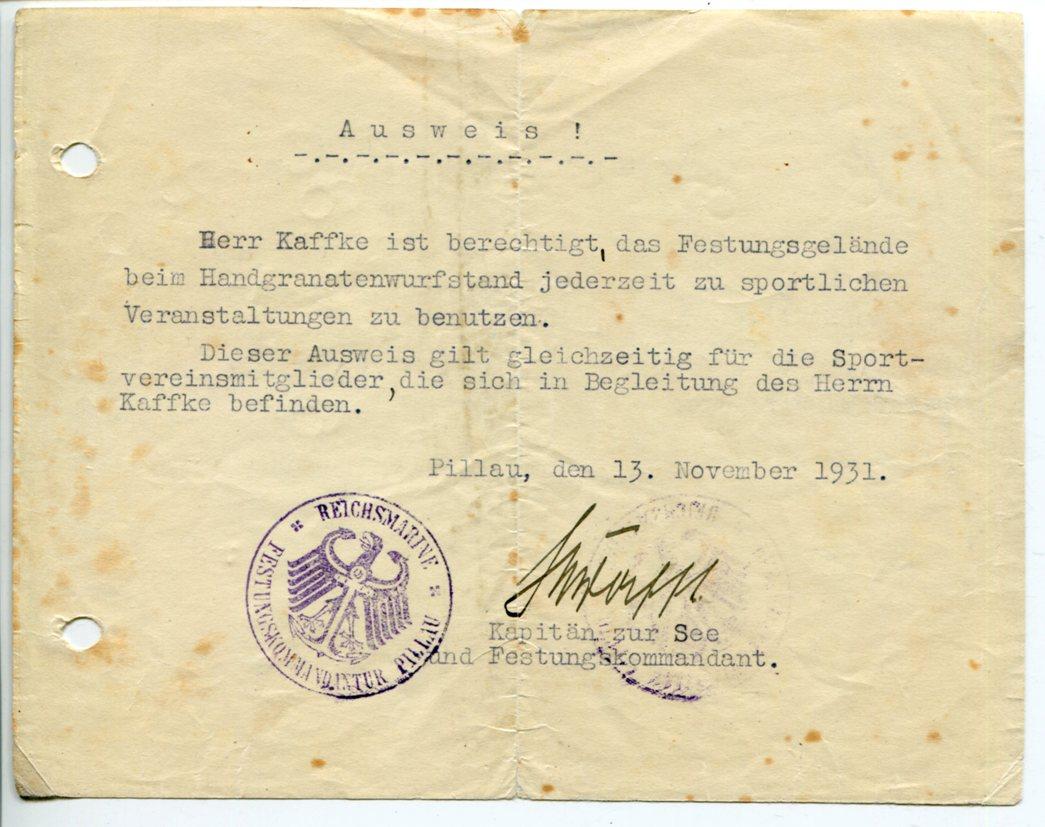 A u s w e i s !
-.-.-.-.-.-.-.-.-.-.-
Herr Kaffke ist berechtigt, das Festungsgelände
beim Handgranatenwurfstand jederzeit zu sportlichen
Veranstaltungen zu benutzen.
Dieser Ausweis gilt gleichzeitig für die Sport-
vereinsmitglieder, die sich in Begleitung des Herrn
Kaffke befinden.
Pillau, den 13. November 1931.
REICHSMARINE
FESTUNGSKOMMANDANTUR PILLAU
Kapitän zur See
und Festungskommandant.